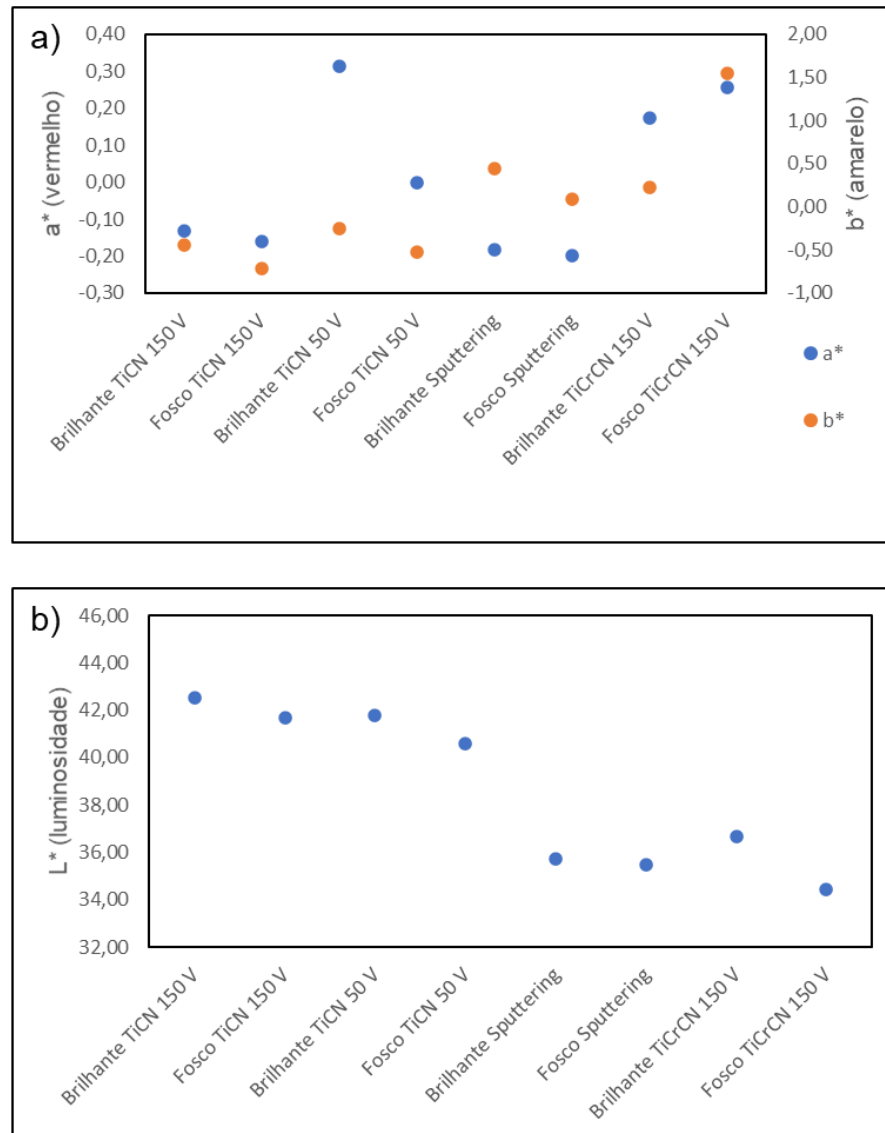 a)
0,40
0,30
0,20
0,10
0,00
-0,10
-0,20
-0,30
a* (vermelho)
2,00
1,50
1,00
0,50
0,00
-0,50
-1,00
b* (amarelo)
Brilhante TiCN 150 V
Fosco TiCN 150 V
Brilhante TiCN 50 V
Fosco TiCN 50 V
Brilhante Sputtering
Fosco Sputtering
Brilhante TiCrCN 150 V
Fosco TiCrCN 150 V
a*
b*
b)
46,00
44,00
42,00
40,00
38,00
36,00
34,00
32,00
L* (luminosidade)
Brilhante TiCN 150 V
Fosco TiCN 150 V
Brilhante TiCN 50 V
Fosco TiCN 50 V
Brilhante Sputtering
Fosco Sputtering
Brilhante TiCrCN 150 V
Fosco TiCrCN 150 V